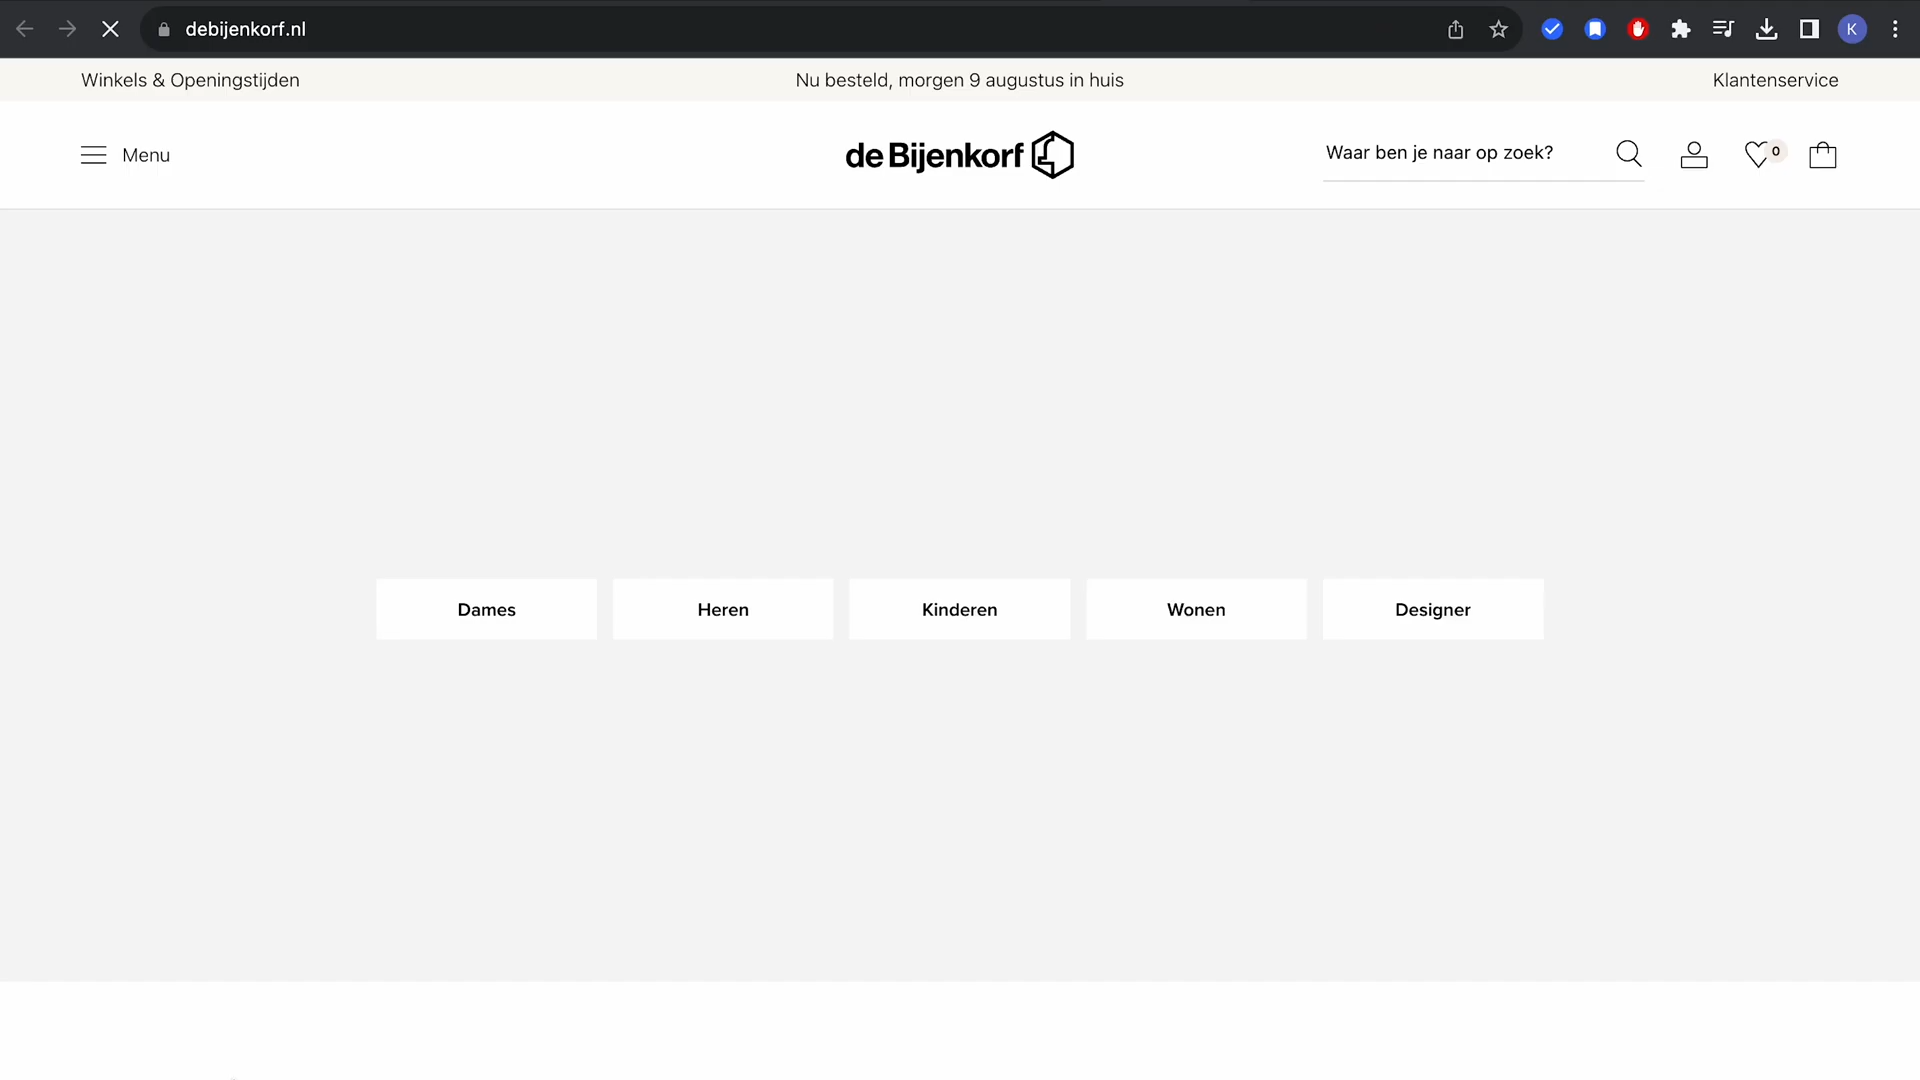 debijenkorf.nl
K
Winkels & Openingstijden
Nu besteld, morgen 9 augustus in huis
Klantenservice
Menu
de Bijenkorf
Waar ben je naar op zoek?
0
Dames
Heren
Kinderen
Wonen
Designer